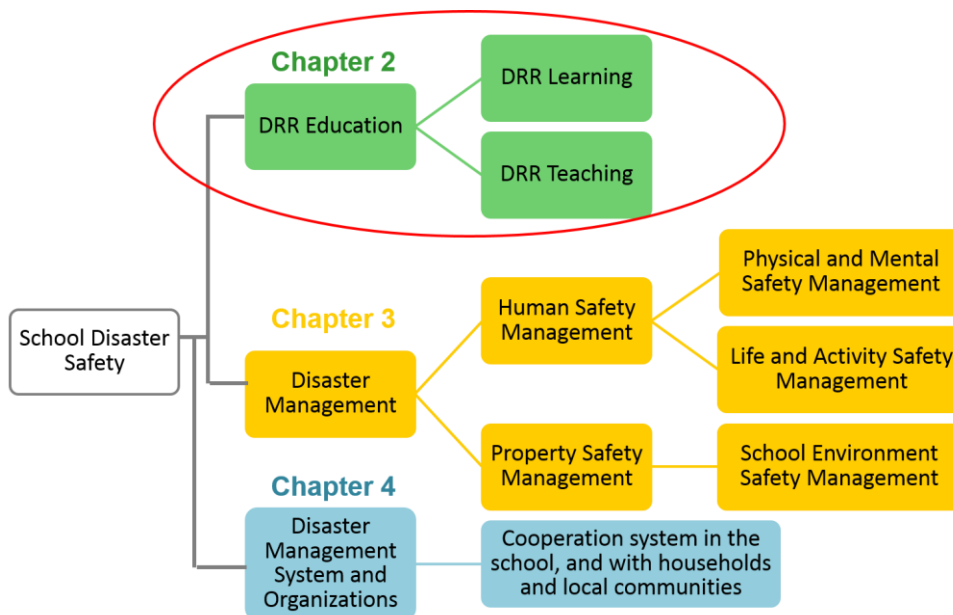 Chapter 2
DRR Education
DRR Learning
DRR Teaching
School Disaster
Safety
Chapter 3
Disaster
Management
Human Safety
Management
Physical and Mental
Safety Management
Life and Activity Safety
Management
Property Safety
Management
School Environment
Safety Management
Chapter 4
Disaster
Management
System and
Organizations
Cooperation system in the
school, and with households
and local communities